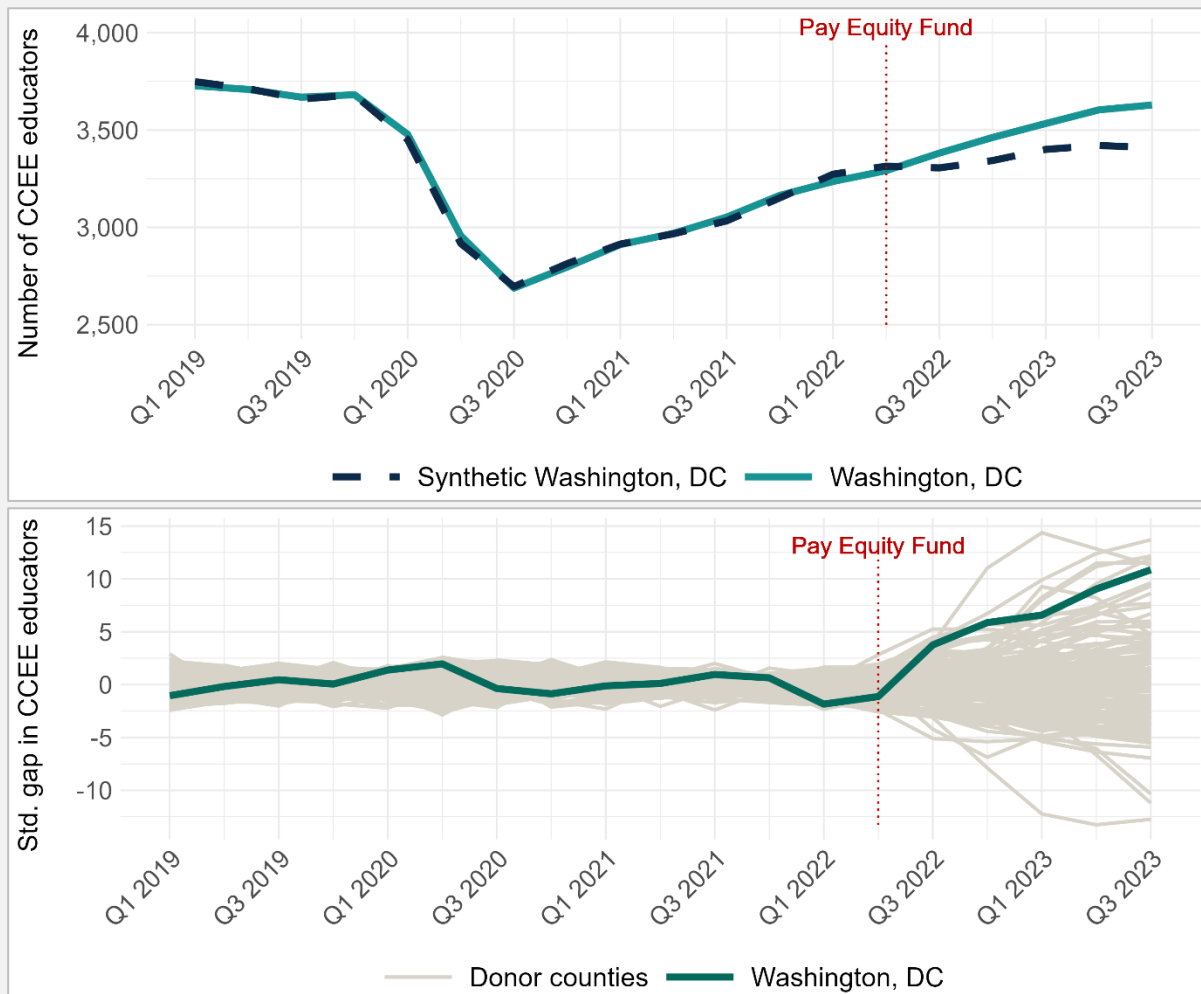 Number of CCEE educators
4,000
3,500
3,000
2,500
Pay Equity Fund
Q1 2019
Q3 2019
Q1 2020
Q3 2020
Q1 2021
Q3 2021
Q1 2022
Q3 2022
Q1 2023
Q3 2023
Synthetic Washington, DC
Washington, DC
Std. gap in CCEE educators
15
10
5
0
-5
-10
Pay Equity Fund
Q1 2019
Q3 2019
Q1 2020
Q3 2020
Q1 2021
Q3 2021
Q1 2022
Q3 2022
Q1 2023
Q3 2023
Donor counties
Washington, DC